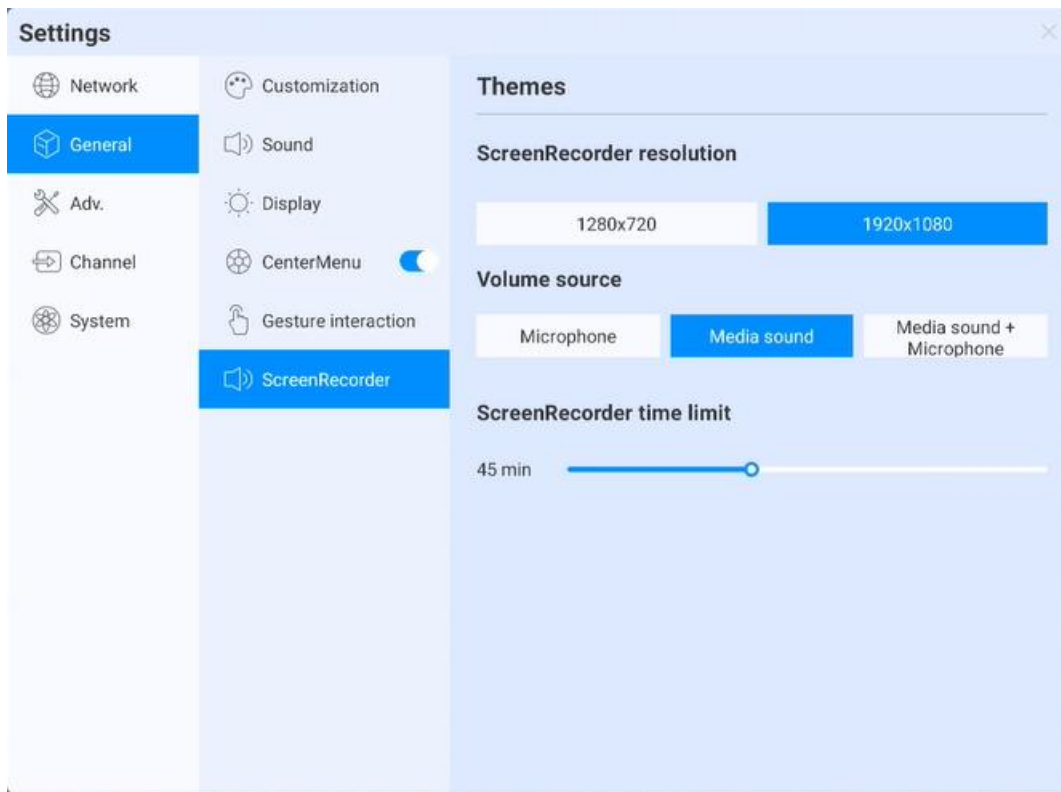 Settings
Network
General
Adv.
Channel
System
Customization
Sound
Display
CenterMenu
Gesture interaction
ScreenRecorder
Themes
ScreenRecorder resolution
1280x720
1920x1080
Volume source
Microphone
Media sound
Media sound +
Microphone
ScreenRecorder time limit
45 min